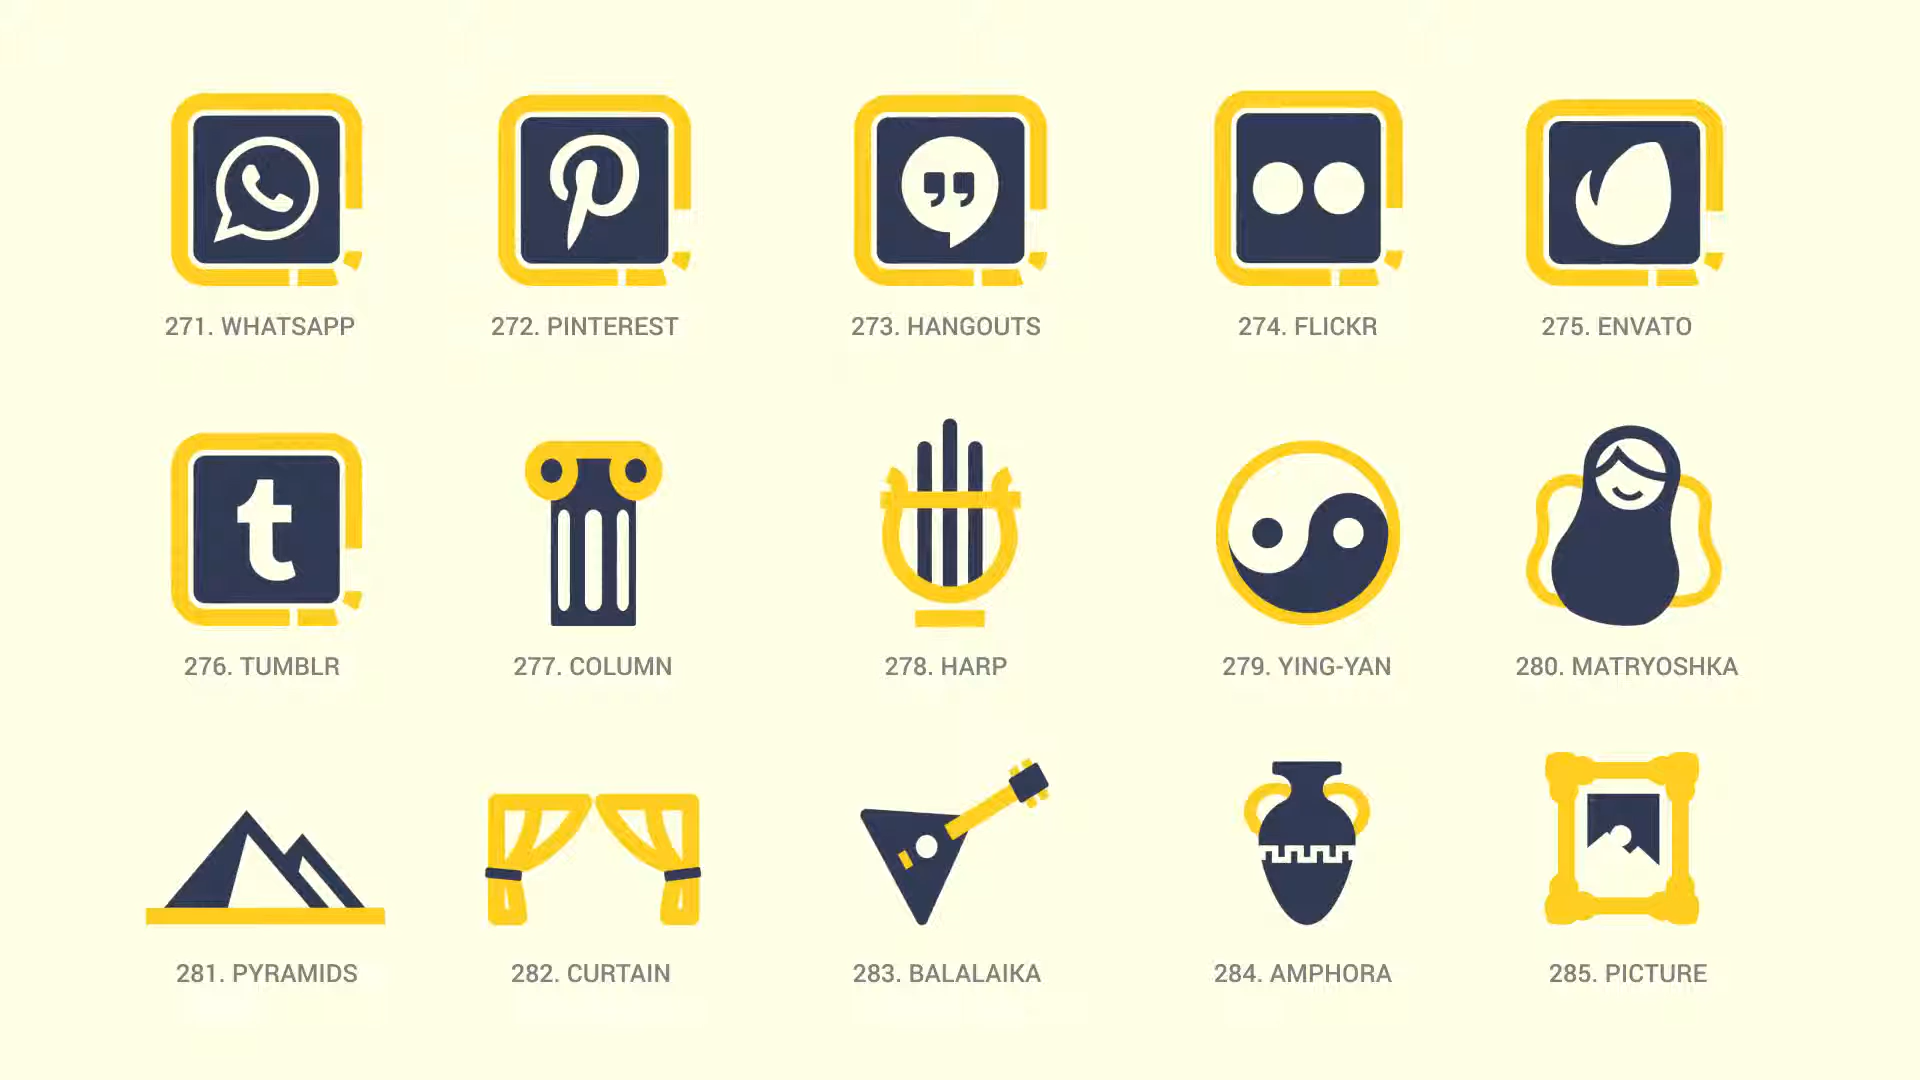 271. WHATSAPP
272. PINTEREST
273. HANGOUTS
274. FLICKR
275. ENVATO
276. TUMBLR
277. COLUMN
278. HARP
279. YING-YAN
280. MATRYOSHKA
281. PYRAMIDS
282. CURTAIN
283. BALALAIKA
284. AMPHORA
285. PICTURE